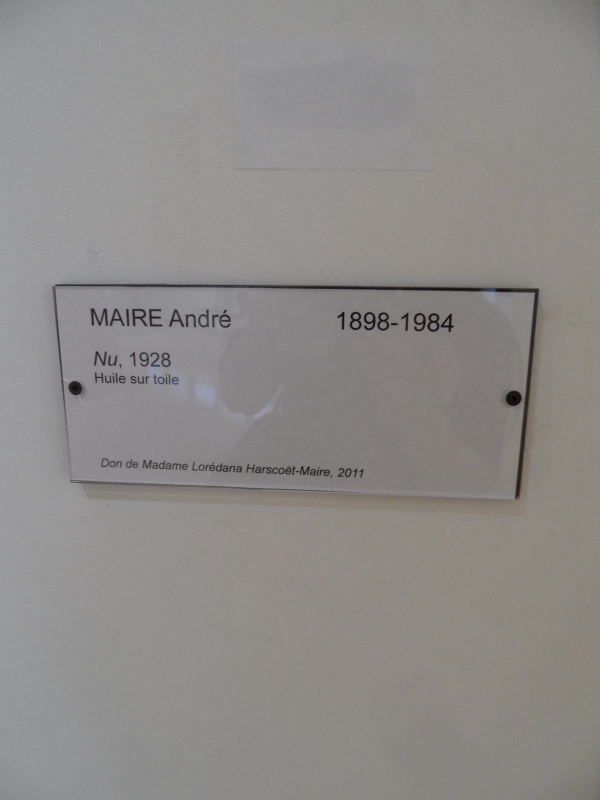 MAIRE André 1898-1984
Nu, 1928
Huile sur toile
Don de Madame Lorédana Harscoët-Maire, 2011